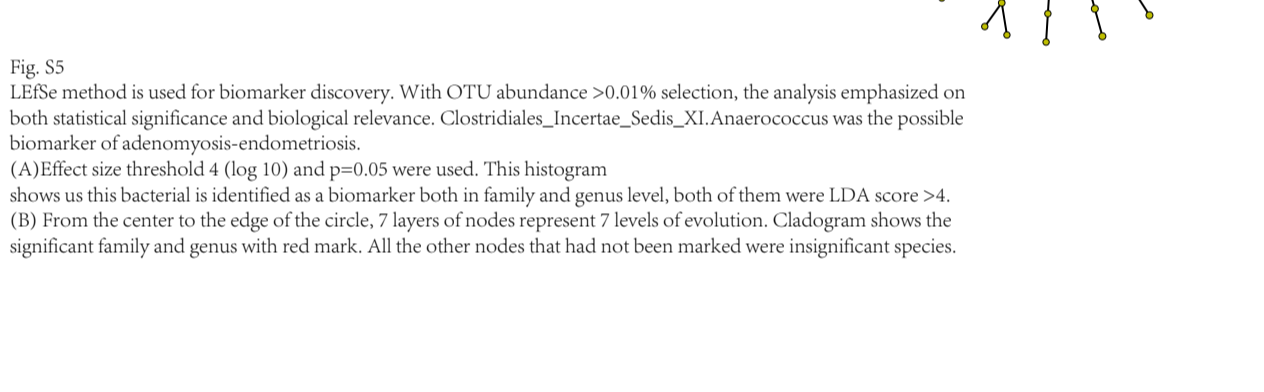 Fig. S5
LEfSe method is used for biomarker discovery. With OTU abundance >0.01% selection, the analysis emphasized on
both statistical significance and biological relevance. Clostridiales_Incertae_Sedis_XI.Anaerococcus was the possible
biomarker of adenomyosis-endometriosis.
(A)Effect size threshold 4 (log 10) and p=0.05 were used. This histogram
shows us this bacterial is identified as a biomarker both in family and genus level, both of them were LDA score >4.
(B) From the center to the edge of the circle, 7 layers of nodes represent 7 levels of evolution. Cladogram shows the
significant family and genus with red mark. All the other nodes that had not been marked were insignificant species.